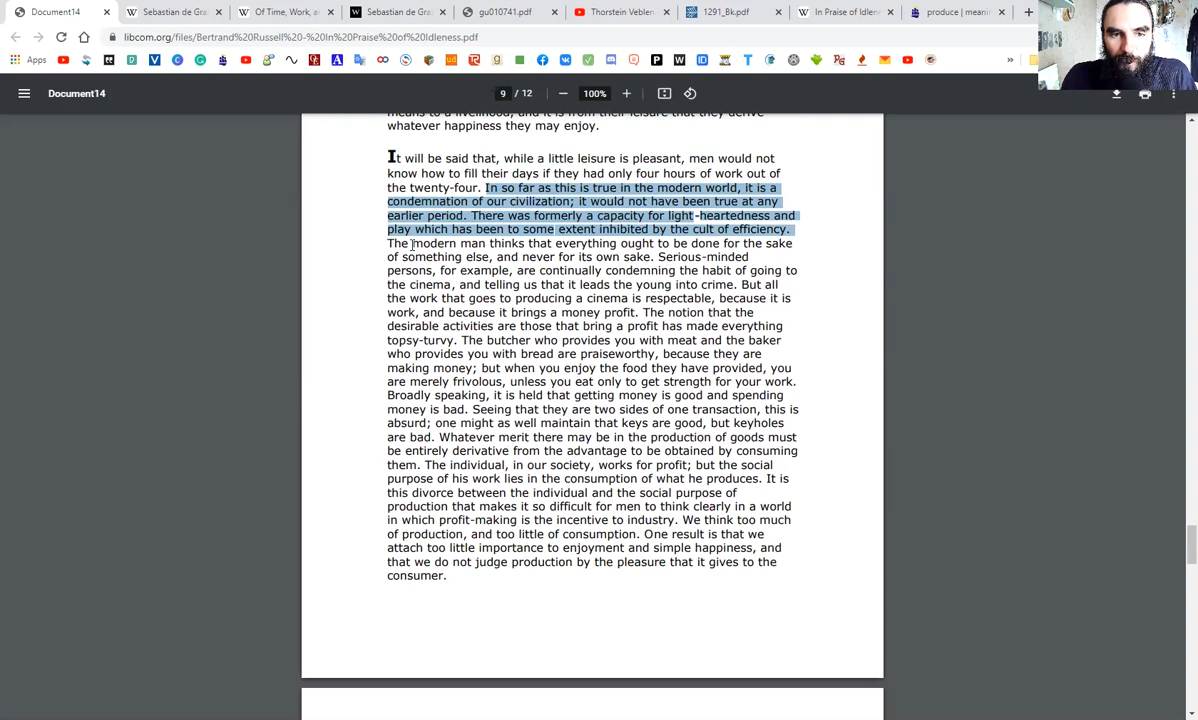 Document14
Sebastian de Gra
Of Time, Work, a
Sebastian de Gra
gu010741.pdf
Thorstein Veblen
1291_Bk.pdf
In Praise of Idlene
produce | meanin
libcom.org/files/Bertrand%20Russell%20-%20In%20Praise%20of%20Idleness.pdf
Apps
Document14
9 / 12
100%
means to a livelihood, and it is from their leisure that they derive
whatever happiness they may enjoy.
It will be said that, while a little leisure is pleasant, men would not
know how to fill their days if they had only four hours of work out of
the twenty-four. In so far as this is true in the modern world, it is a
condemnation of our civilization; it would not have been true at any
earlier period. There was formerly a capacity for light-heartedness and
play which has been to some extent inhibited by the cult of efficiency.
The modern man thinks that everything ought to be done for the sake
of something else, and never for its own sake. Serious-minded
persons, for example, are continually condemning the habit of going to
the cinema, and telling us that it leads the young into crime. But all
the work that goes to producing a cinema is respectable, because it is
work, and because it brings a money profit. The notion that the
desirable activities are those that bring a profit has made everything
topsy-turvy. The butcher who provides you with meat and the baker
who provides you with bread are praiseworthy, because they are
making money; but when you enjoy the food they have provided, you
are merely frivolous, unless you eat only to get strength for your work.
Broadly speaking, it is held that getting money is good and spending
money is bad. Seeing that they are two sides of one transaction, this is
absurd; one might as well maintain that keys are good, but keyholes
are bad. Whatever merit there may be in the production of goods must
be entirely derivative from the advantage to be obtained by consuming
them. The individual, in our society, works for profit; but the social
purpose of his work lies in the consumption of what he produces. It is
this divorce between the individual and the social purpose of
production that makes it so difficult for men to think clearly in a world
in which profit-making is the incentive to industry. We think too much
of production, and too little of consumption. One result is that we
attach too little importance to enjoyment and simple happiness, and
that we do not judge production by the pleasure that it gives to the
consumer.